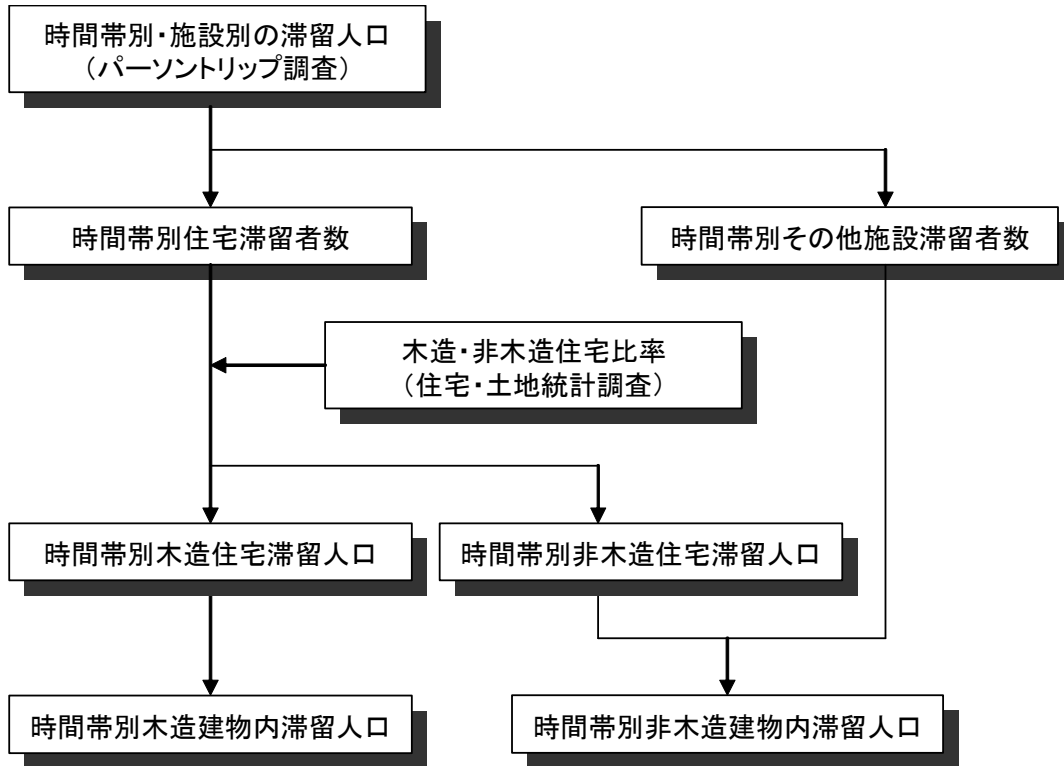 時間帯別・施設別の滞留人口
（パーソントリップ調査）
時間帯別住宅滞留者数
時間帯別その他施設滞留者数
木造・非木造住宅比率
（住宅・土地統計調査）
時間帯別木造住宅滞留人口
時間帯別非木造住宅滞留人口
時間帯別木造建物内滞留人口
時間帯別非木造建物内滞留人口